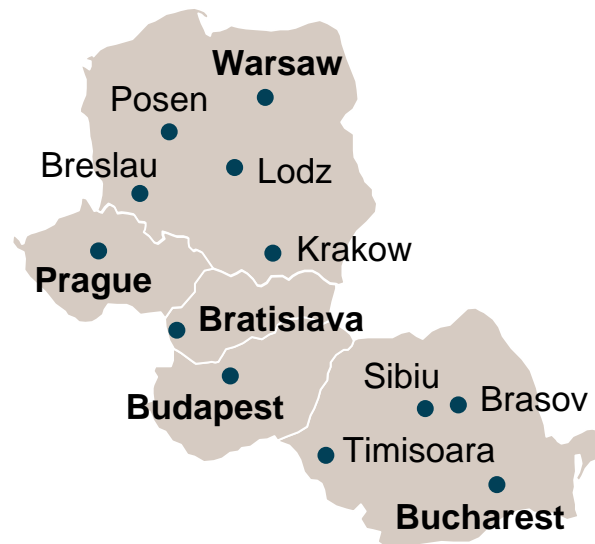 Warsaw
Posen
Breslau
Lodz
Krakow
Prague
Bratislava
Sibiu
Brasov
Budapest
Timisoara
Bucharest